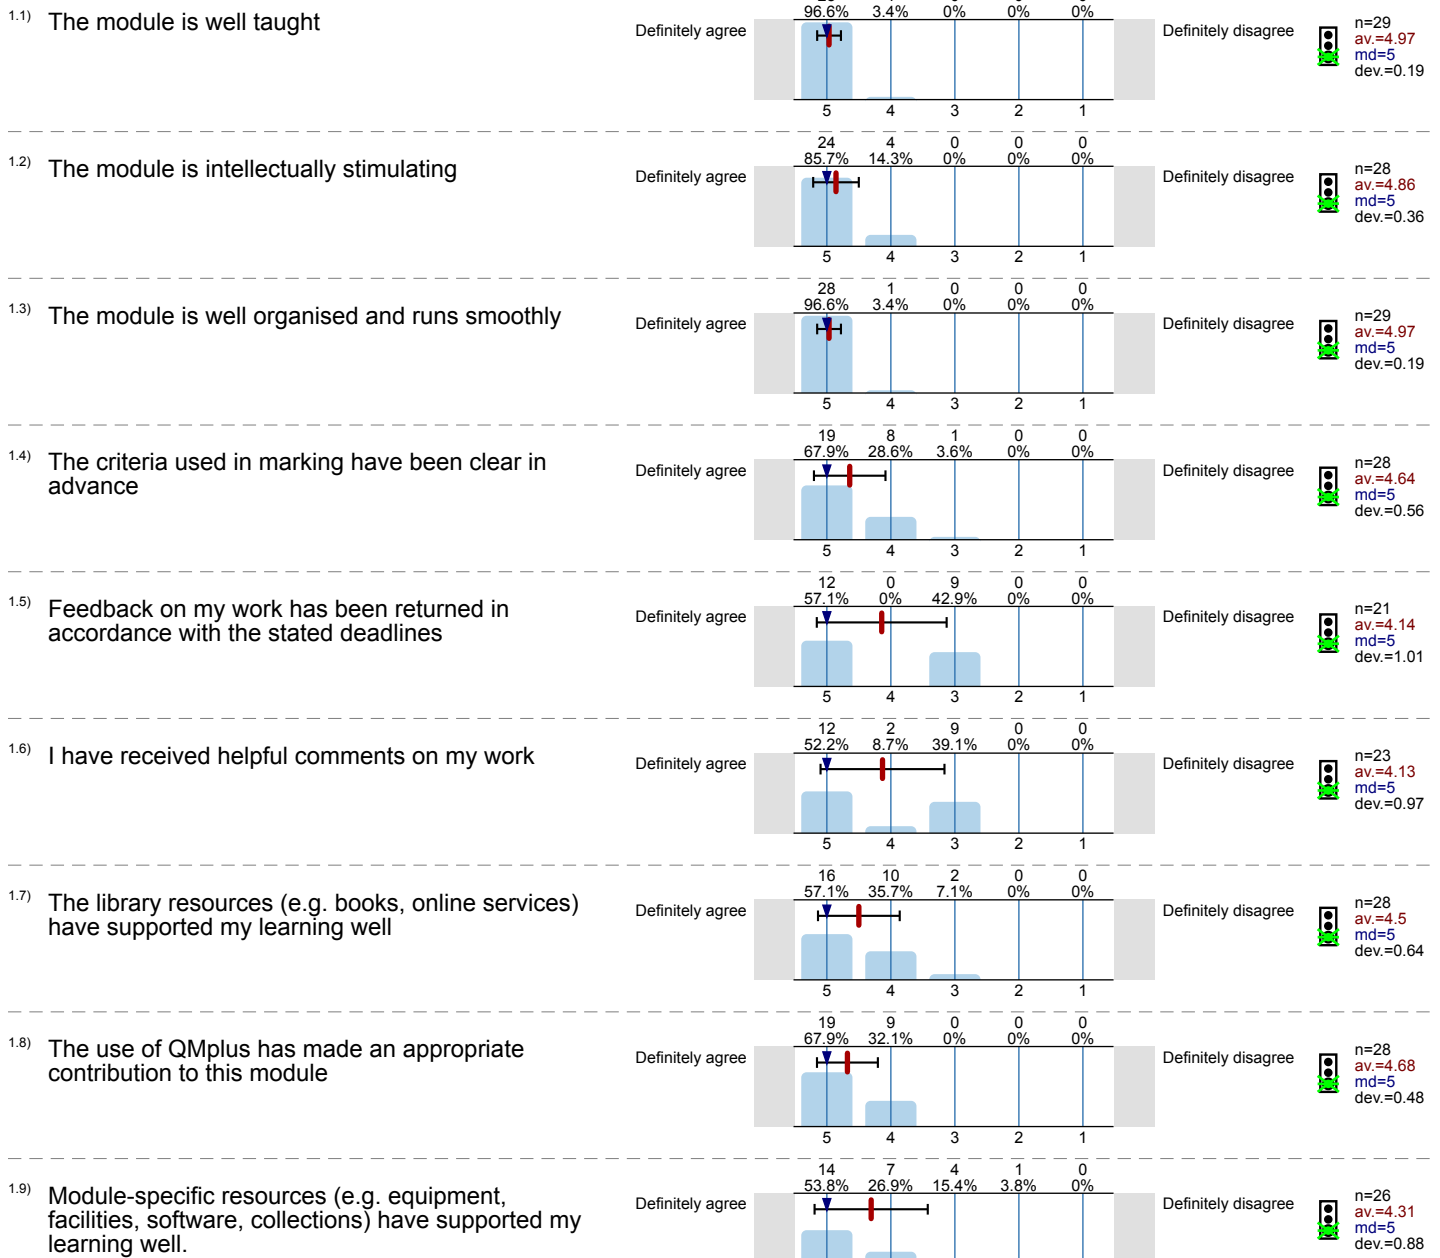 1.1) The module is well taught
Definitely agree
96.6% 3.4% 0% 0% 0%
5 4 3 2 1
Definitely disagree
n=29
av.=4.97
md=5
dev.=0.19
1.2) The module is intellectually stimulating
Definitely agree
24 4 0 0 0
85.7% 14.3% 0% 0% 0%
5 4 3 2 1
Definitely disagree
n=28
av.=4.86
md=5
dev.=0.36
1.3) The module is well organised and runs smoothly
Definitely agree
28 1 0 0 0
96.6% 3.4% 0% 0% 0%
5 4 3 2 1
Definitely disagree
n=29
av.=4.97
md=5
dev.=0.19
1.4) The criteria used in marking have been clear in
advance
Definitely agree
19 8 1 0 0
67.9% 28.6% 3.6% 0% 0%
5 4 3 2 1
Definitely disagree
n=28
av.=4.64
md=5
dev.=0.56
1.5) Feedback on my work has been returned in
accordance with the stated deadlines
Definitely agree
12 0 9 0 0
57.1% 0% 42.9% 0% 0%
5 4 3 2 1
Definitely disagree
n=21
av.=4.14
md=5
dev.=1.01
1.6) I have received helpful comments on my work
Definitely agree
12 2 9 0 0
52.2% 8.7% 39.1% 0% 0%
5 4 3 2 1
Definitely disagree
n=23
av.=4.13
md=5
dev.=0.97
1.7) The library resources (e.g. books, online services)
have supported my learning well
Definitely agree
16 10 2 0 0
57.1% 35.7% 7.1% 0% 0%
5 4 3 2 1
Definitely disagree
n=28
av.=4.5
md=5
dev.=0.64
1.8) The use of QMplus has made an appropriate
contribution to this module
Definitely agree
19 9 0 0 0
67.9% 32.1% 0% 0% 0%
5 4 3 2 1
Definitely disagree
n=28
av.=4.68
md=5
dev.=0.48
1.9) Module-specific resources (e.g. equipment,
facilities, software, collections) have supported my
learning well.
Definitely agree
14 7 4 1 0
53.8% 26.9% 15.4% 3.8% 0%
Definitely disagree
n=26
av.=4.31
md=5
dev.=0.88